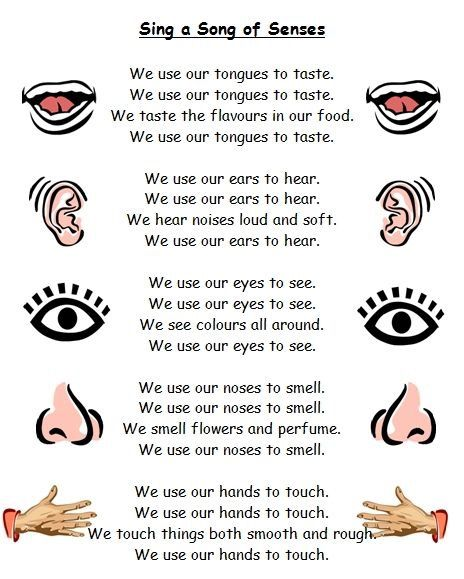 Sing a Song of Senses
We use our tongues to taste.
We use our tongues to taste.
We taste the flavours in our food.
We use our tongues to taste.
We use our ears to hear.
We use our ears to hear.
We hear noises loud and soft.
We use our ears to hear.
We use our eyes to see.
We use our eyes to see.
We see colours all around.
We use our eyes to see.
We use our noses to smell.
We use our noses to smell.
We smell flowers and perfume.
We use our noses to smell.
We use our hands to touch.
We use our hands to touch.
We touch things both smooth and rough.
We use our hands to touch.